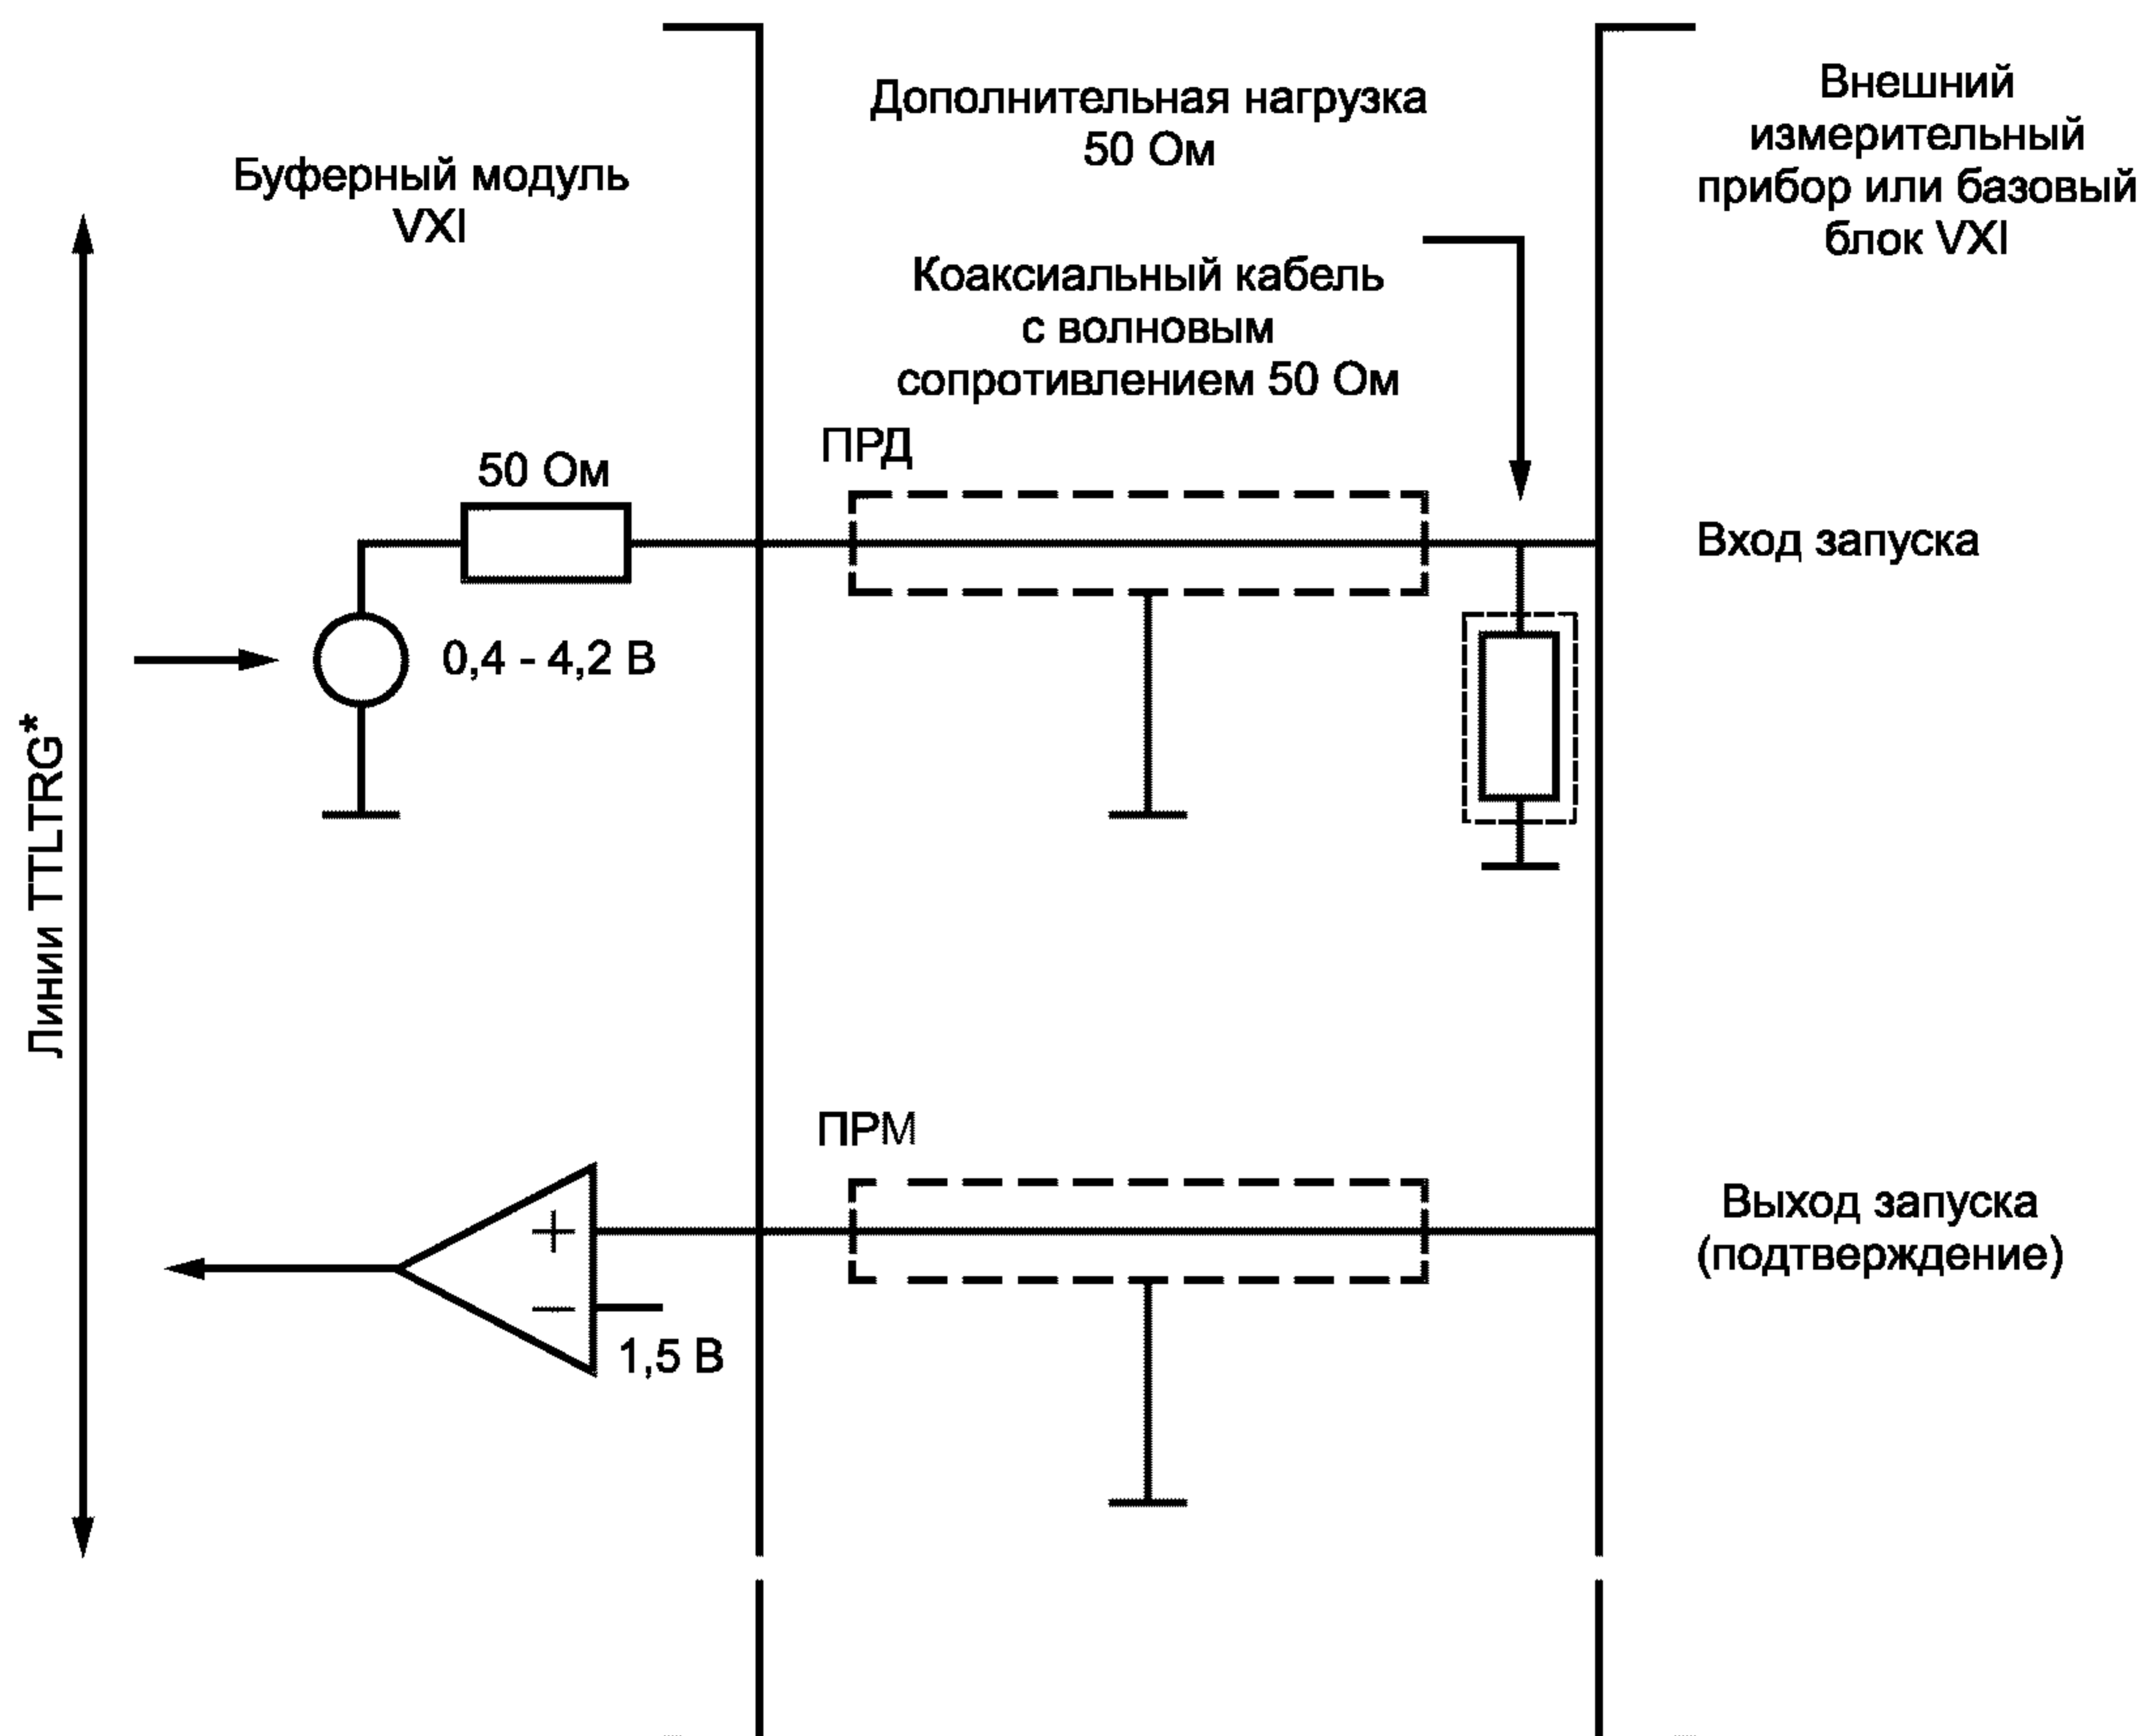 Дополнительная нагрузка
50 Ом
Внешний
измерительный
прибор или базовый
блок VXI
Буферный модуль
VXI
Коаксиальный кабель
с волновым
сопротивлением 50 Ом
ПРД
50 Ом
Вход запуска
0,4 - 4,2 В
Линии TTLTRG*
ПРМ
+
Выход запуска
(подтверждение)
−
1,5 В